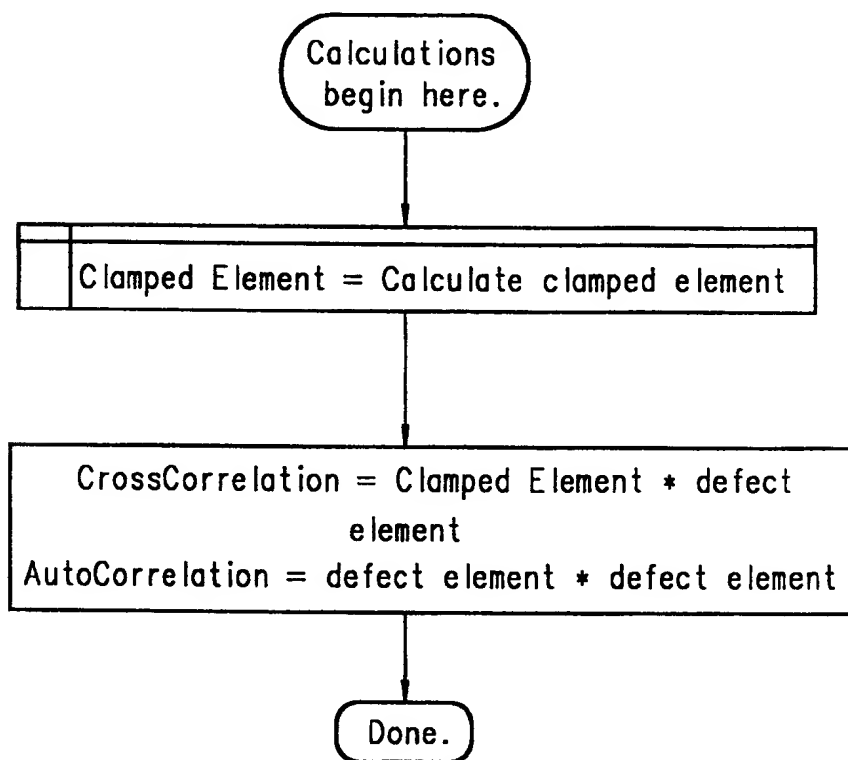 Calculations
begin here.
Clamped Element = Calculate clamped element
CrossCorrelation = Clamped Element * defect
element
AutoCorrelation = defect element * defect element
Done.